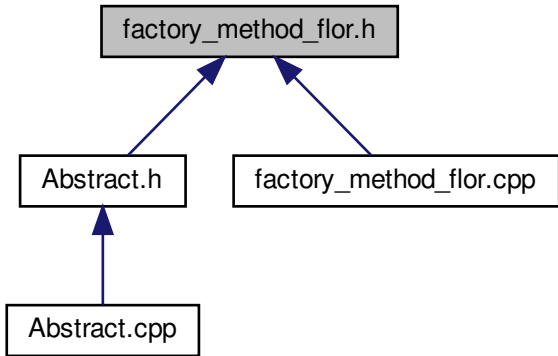 factory_method_flor.h
Abstract.h
factory_method_flor.cpp
Abstract.cpp